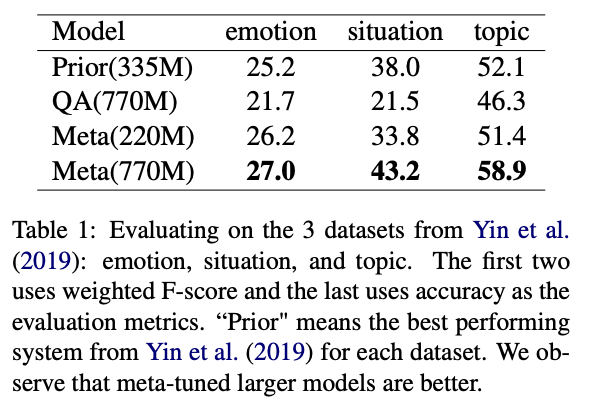 Model emotion situation topic
Prior(335M) 25.2 38.0 52.1
QA(770M) 21.7 21.5 46.3
Meta(220M) 26.2 33.8 51.4
Meta(770M) 27.0 43.2 58.9
Table 1: Evaluating on the 3 datasets from Yin et al.
(2019): emotion, situation, and topic. The first two
uses weighted F-score and the last uses accuracy as the
evaluation metrics. “Prior" means the best performing
system from Yin et al. (2019) for each dataset. We ob-
serve that meta-tuned larger models are better.